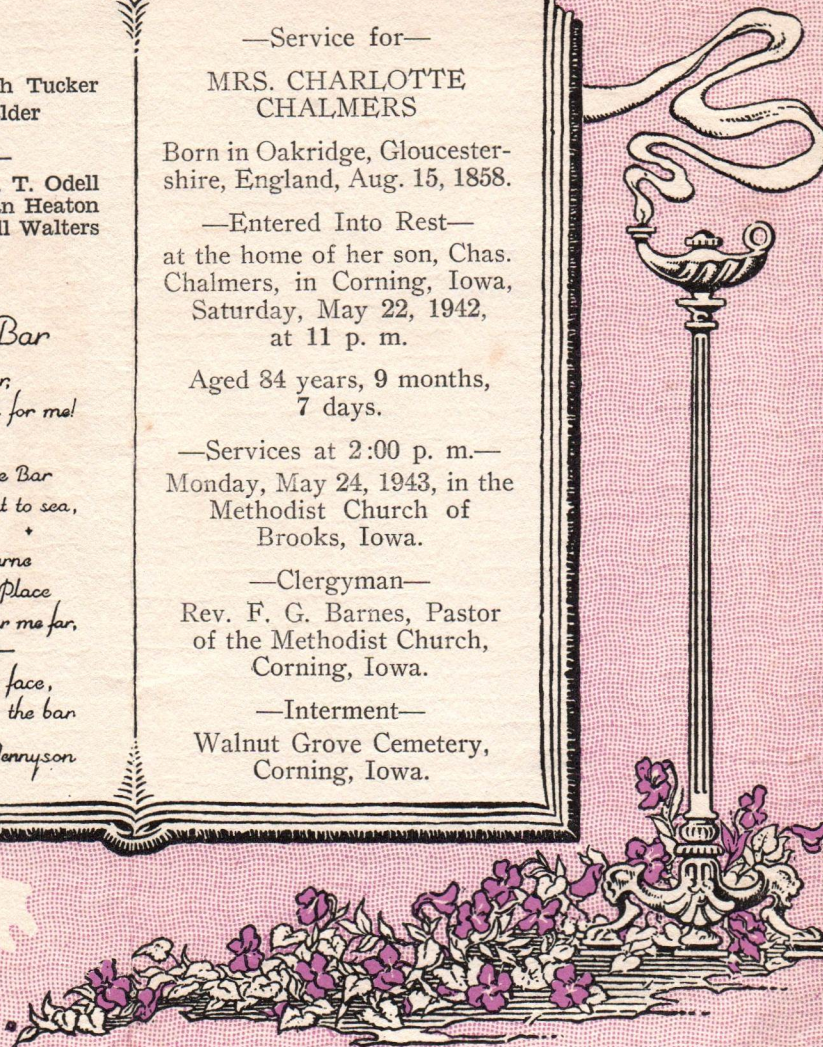 Tucker
T. Odell
Heaton
Walters
Bar
for me!
Bar
to sea,
Place
me far,
face,
the bar
—Service for—
MRS. CHARLOTTE
CHALMERS
Born in Oakridge, Gloucester-
shire, England, Aug. 15, 1858.
—Entered Into Rest—
at the home of her son, Chas.
Chalmers, in Corning, Iowa,
Saturday, May 22, 1942,
at 11 p. m.
Aged 84 years, 9 months,
7 days.
—Services at 2:00 p. m.—
Monday, May 24, 1943, in the
Methodist Church of
Brooks, Iowa.
—Clergyman—
Rev. F. G. Barnes, Pastor
of the Methodist Church,
Corning, Iowa.
—Interment—
Walnut Grove Cemetery,
Corning, Iowa.